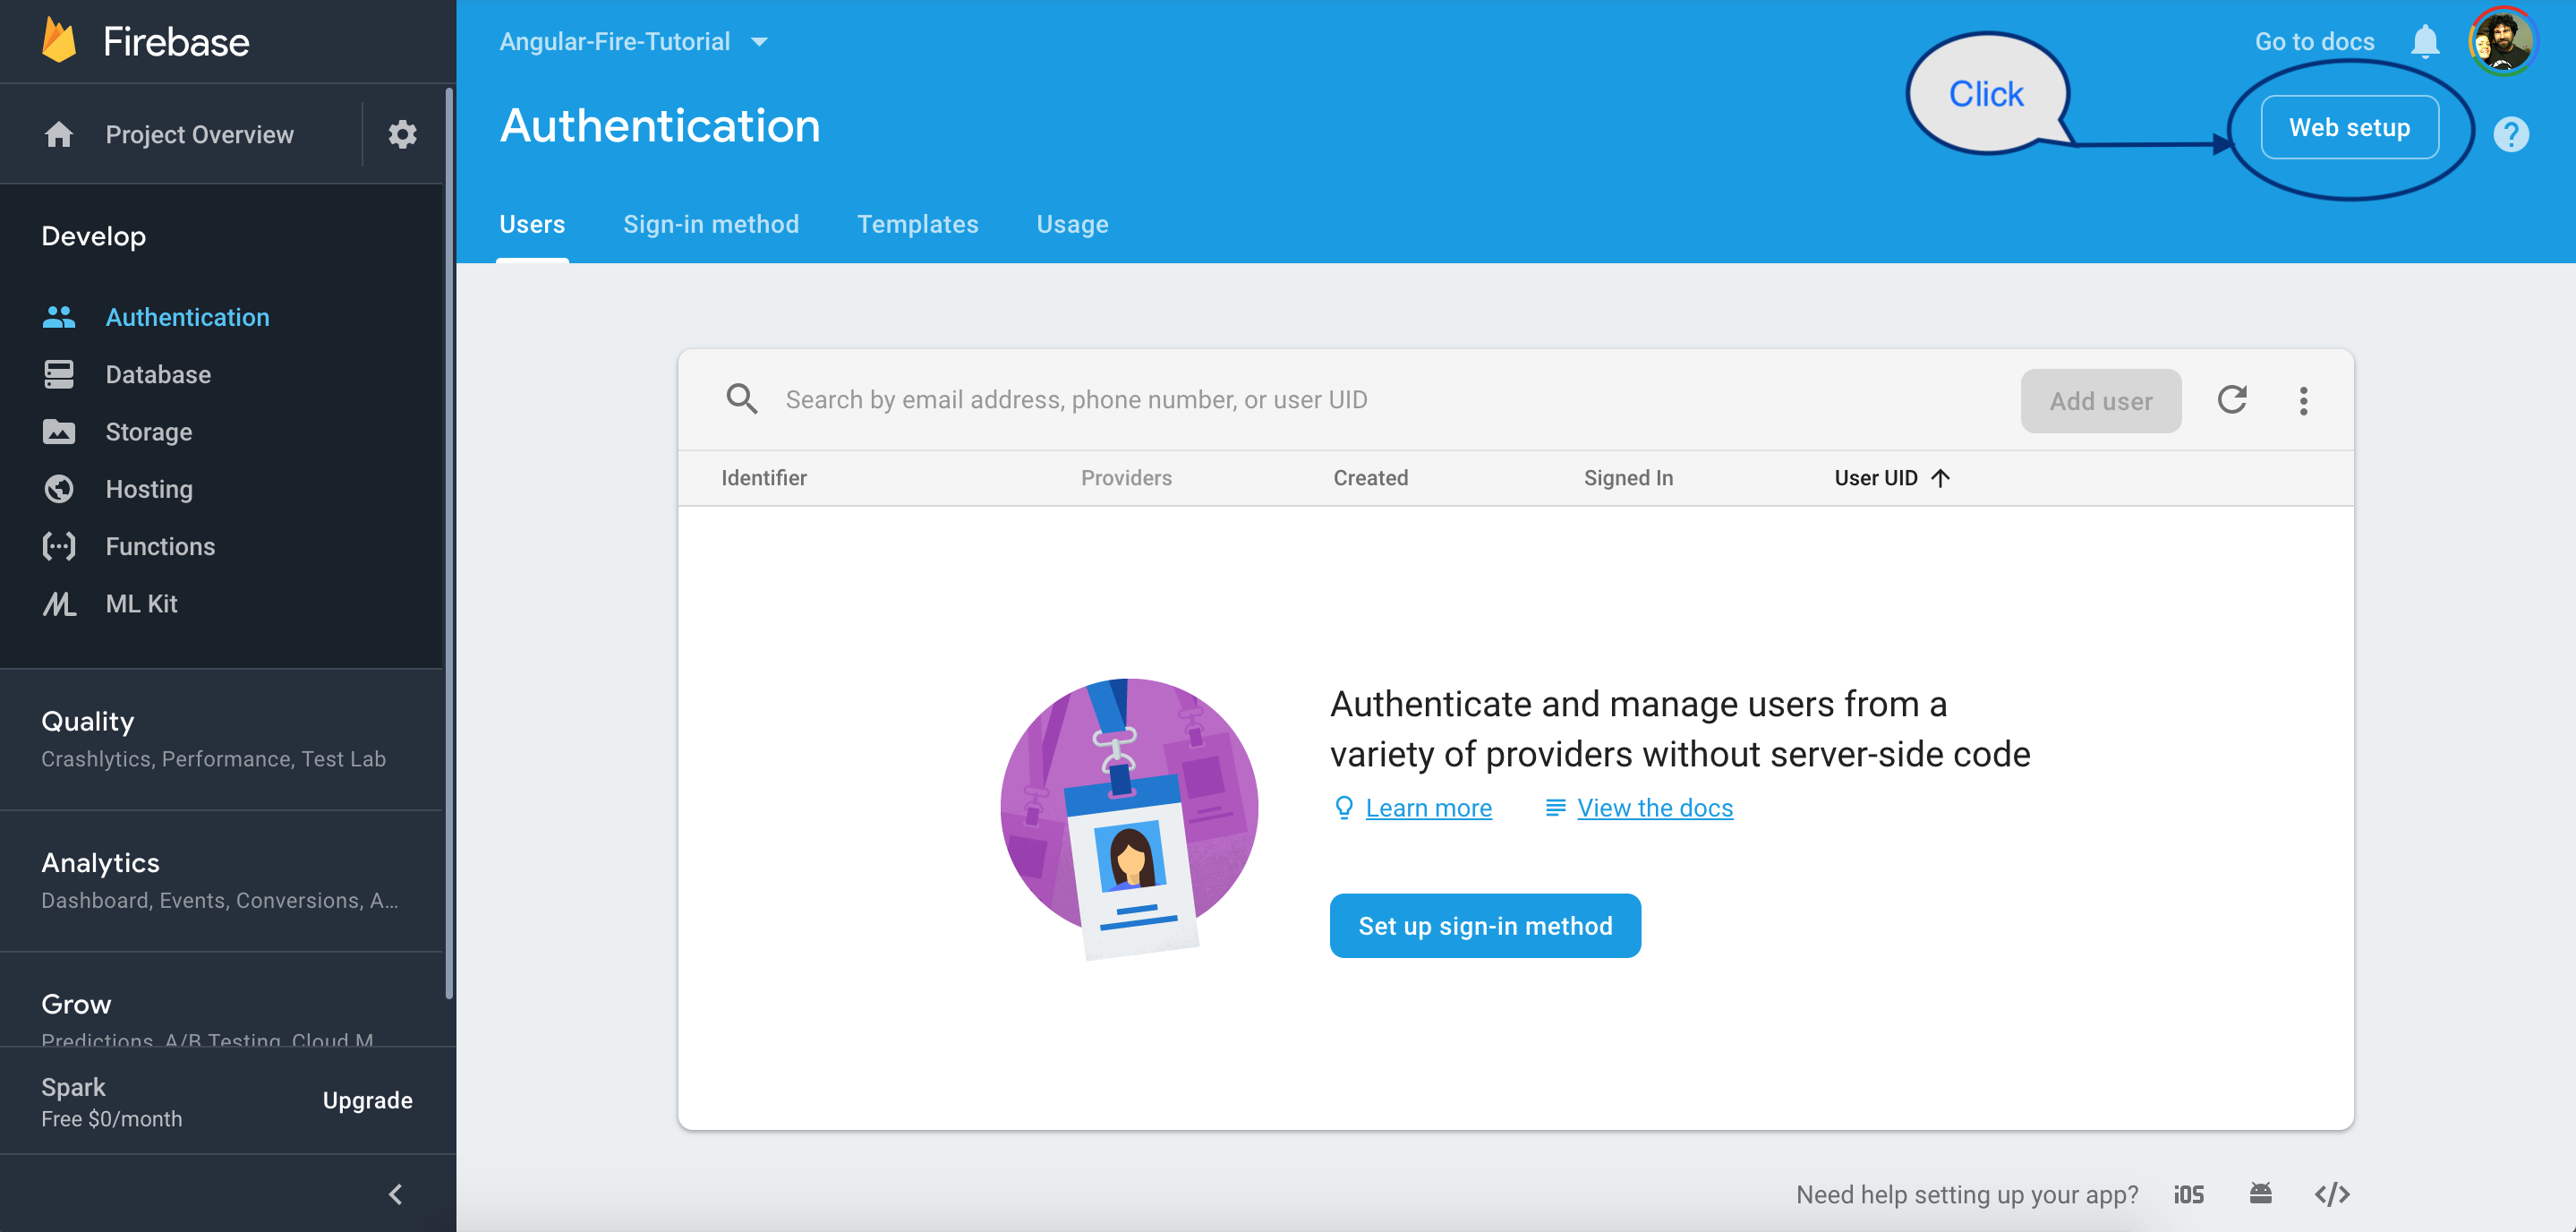 Firebase
Project Overview
Develop
Authentication
Database
Storage
Hosting
Functions
ML Kit
Quality
Crashlytics, Performance, Test Lab
Analytics
Dashboard, Events, Conversions, A...
Grow
Predictions, A/B Testing, Cloud M
Spark
Free $0/month
Upgrade
Angular-Fire-Tutorial
Go to docs
Authentication
Click
Web setup
?
Users Sign-in method Templates Usage
Search by email address, phone number, or user UID
Add user
Identifier Providers Created Signed In User UID
Authenticate and manage users from a
variety of providers without server-side code
Learn more View the docs
Set up sign-in method
Need help setting up your app? iOS </>